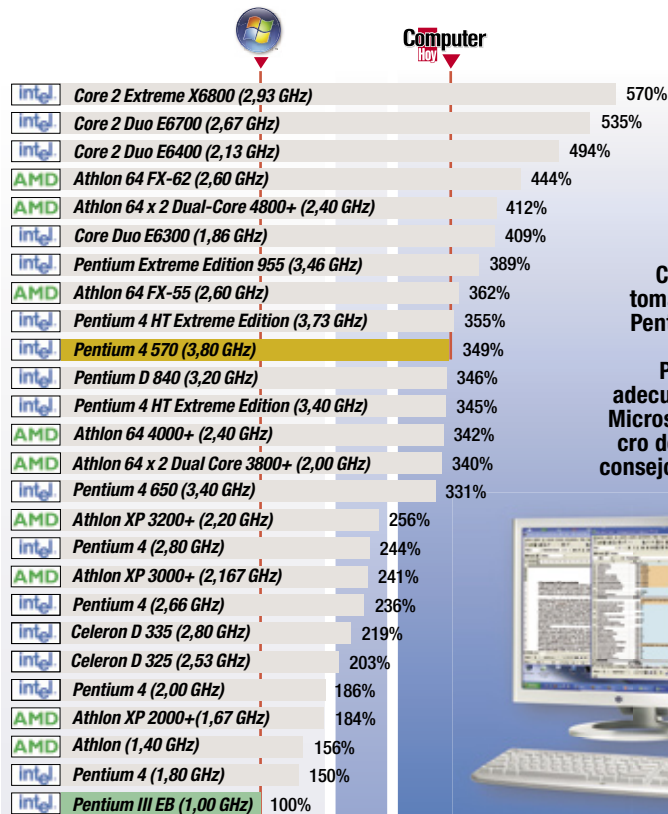 Computer
Hoy
intel Core 2 Extreme X6800 (2,93 GHz) 570%
intel Core 2 Duo E6700 (2,67 GHz) 535%
intel Core 2 Duo E6400 (2,13 GHz) 494%
AMD Athlon 64 FX-62 (2,60 GHz) 444%
AMD Athlon 64 x 2 Dual-Core 4800+ (2,40 GHz) 412%
intel Core Duo E6300 (1,86 GHz) 409%
intel Pentium Extreme Edition 955 (3,46 GHz) 389%
AMD Athlon 64 FX-55 (2,60 GHz) 362%
intel Pentium 4 HT Extreme Edition (3,73 GHz) 355%
intel Pentium 4 570 (3,80 GHz) 349%
intel Pentium D 840 (3,20 GHz) 346%
intel Pentium 4 HT Extreme Edition (3,40 GHz) 345%
AMD Athlon 64 4000+ (2,40 GHz) 342%
AMD Athlon 64 x 2 Dual Core 3800+ (2,00 GHz) 340%
intel Pentium 4 650 (3,40 GHz) 331%
AMD Athlon XP 3200+ (2,20 GHz) 256%
intel Pentium 4 (2,80 GHz) 244%
AMD Athlon XP 3000+ (2,167 GHz) 241%
intel Pentium 4 (2,66 GHz) 236%
intel Celeron D 335 (2,80 GHz) 219%
intel Celeron D 325 (2,53 GHz) 203%
intel Pentium 4 (2,00 GHz) 186%
AMD Athlon XP 2000+(1,67 GHz) 184%
AMD Athlon (1,40 GHz) 156%
intel Pentium 4 (1,80 GHz) 150%
intel Pentium III EB (1,00 GHz) 100%
C
tom
Pent
P
adecu
Micros
cro d
consejo